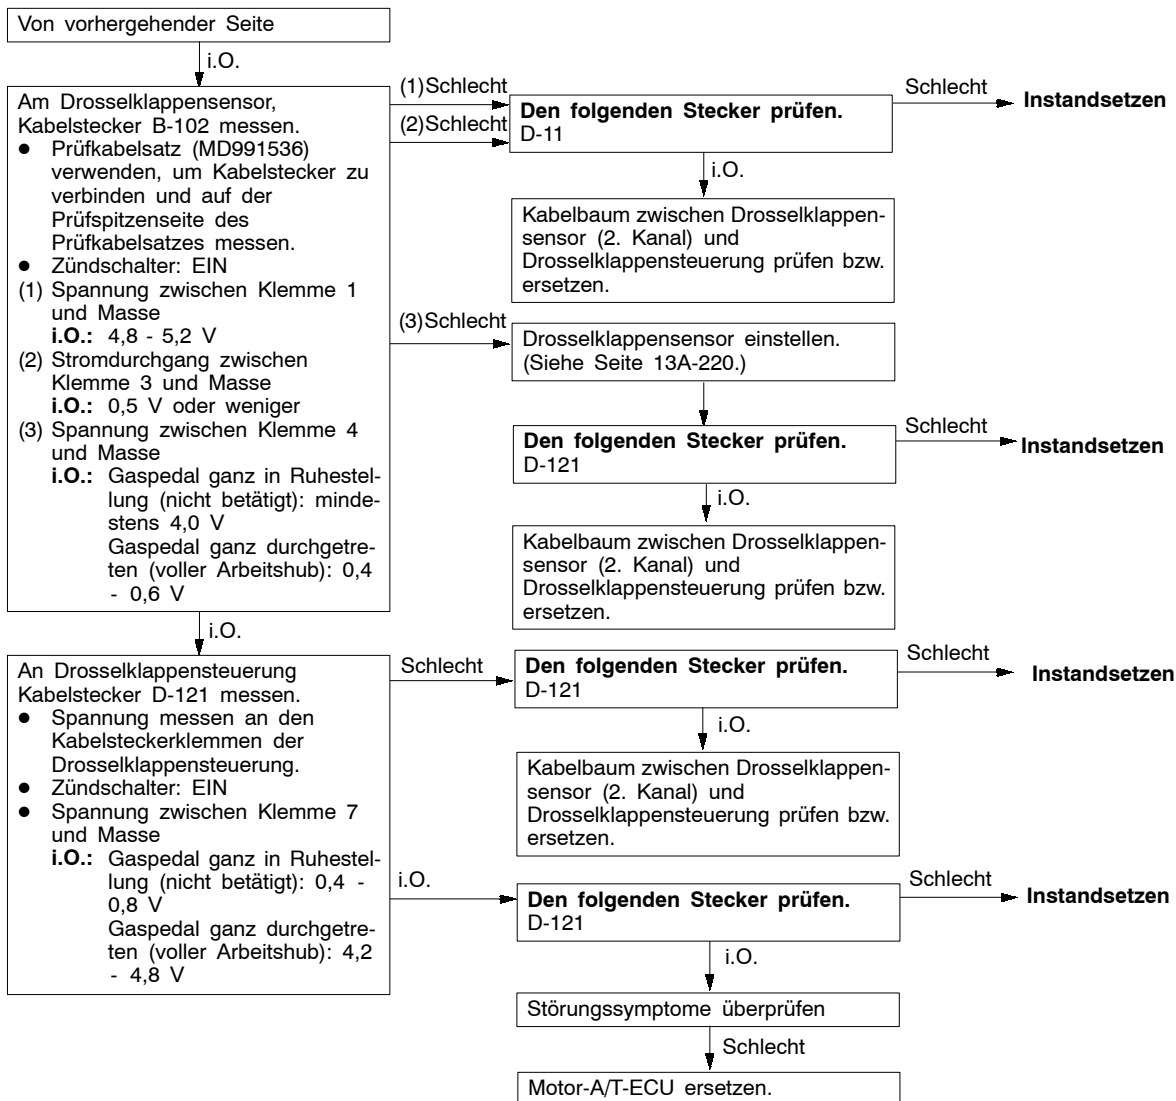 Von vorhergehender Seite
i.O.
Am Drosselklappensensor,
Kabelstecker B-102 messen.
● Prüfkabelsatz (MD991536)
verwenden, um Kabelstecker zu
verbinden und auf der
Prüfspitzenseite des
Prüfkabelsatzes messen.
● Zündschalter: EIN
(1) Spannung zwischen Klemme 1
und Masse
i.O.: 4,8 - 5,2 V
(2) Stromdurchgang zwischen
Klemme 3 und Masse
i.O.: 0,5 V oder weniger
(3) Spannung zwischen Klemme 4
und Masse
i.O.: Gaspedal ganz in Ruhestel-
lung (nicht betätigt): minde-
stens 4,0 V
Gaspedal ganz durchgetre-
ten (voller Arbeitshub): 0,4
- 0,6 V
(1)Schlecht
(2)Schlecht
Den folgenden Stecker prüfen.
D-11
Schlecht
Instandsetzen
i.O.
Kabelbaum zwischen Drosselklappen-
sensor (2. Kanal) und
Drosselklappensteuerung prüfen bzw.
ersetzen.
(3)Schlecht
Drosselklappensensor einstellen.
(Siehe Seite 13A-220.)
Den folgenden Stecker prüfen.
D-121
Schlecht
Instandsetzen
i.O.
Kabelbaum zwischen Drosselklappen-
sensor (2. Kanal) und
Drosselklappensteuerung prüfen bzw.
ersetzen.
i.O.
An Drosselklappensteuerung
Kabelstecker D-121 messen.
● Spannung messen an den
Kabelsteckerklemmen der
Drosselklappensteuerung.
● Zündschalter: EIN
● Spannung zwischen Klemme 7
und Masse
i.O.: Gaspedal ganz in Ruhestel-
lung (nicht betätigt): 0,4 -
0,8 V
Gaspedal ganz durchgetre-
ten (voller Arbeitshub): 4,2
- 4,8 V
Schlecht
Den folgenden Stecker prüfen.
D-121
Schlecht
Instandsetzen
i.O.
Kabelbaum zwischen Drosselklappen-
sensor (2. Kanal) und
Drosselklappensteuerung prüfen bzw.
ersetzen.
i.O.
Den folgenden Stecker prüfen.
D-121
Schlecht
Instandsetzen
i.O.
Störungssymptome überprüfen
Schlecht
Motor-A/T-ECU ersetzen.